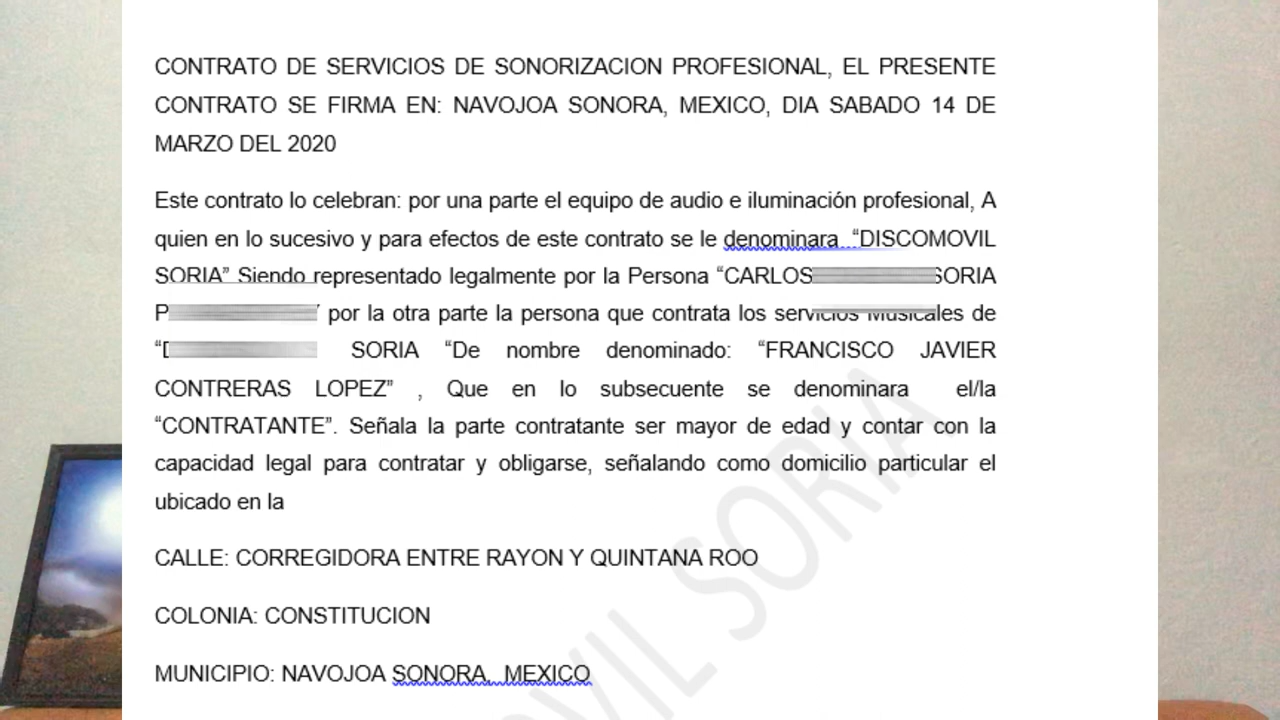 CONTRATO DE SERVICIOS DE SONORIZACION PROFESIONAL, EL PRESENTE
CONTRATO SE FIRMA EN: NAVOJOA SONORA, MEXICO, DIA SABADO 14 DE
MARZO DEL 2020
Este contrato lo celebran: por una parte el equipo de audio e iluminación profesional, A
quien en lo sucesivo y para efectos de este contrato se le denominara “DISCOMOVIL
SORIA” Siendo representado legalmente por la Persona “CARLOS SORIA
por la otra parte la persona que contrata los servicios Musicales de
SORIA “De nombre denominado: “FRANCISCO JAVIER
CONTRERAS LOPEZ” , Que en lo subsecuente se denominara el/la
“CONTRATANTE”. Señala la parte contratante ser mayor de edad y contar con la
capacidad legal para contratar y obligarse, señalando como domicilio particular el
ubicado en la
CALLE: CORREGIDORA ENTRE RAYON Y QUINTANA ROO
COLONIA: CONSTITUCION
MUNICIPIO: NAVOJOA SONORA, MEXICO
SORIA